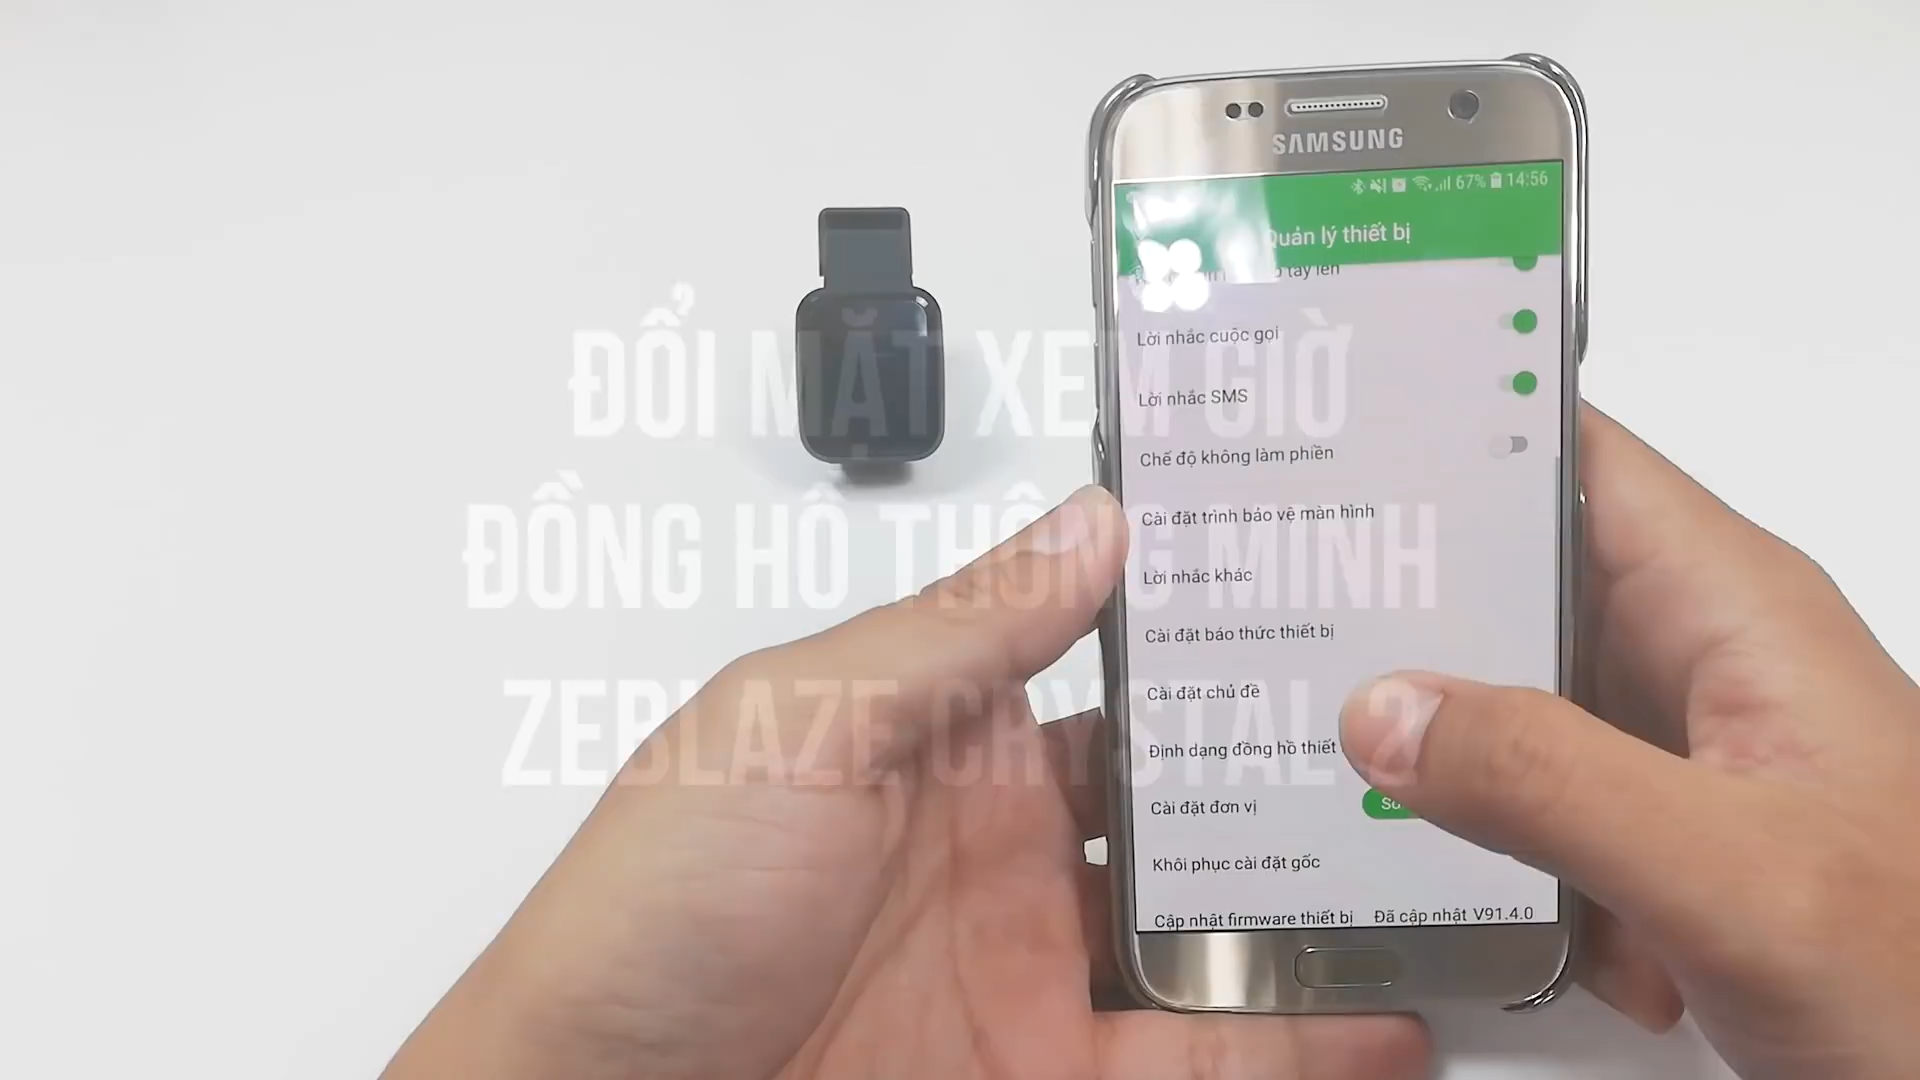 SAMSUNG
67% 14:56
Quản lý thiết bị
tay lên
Lời nhắc cuộc gọi
Lời nhắc SMS
Chế độ không làm phiền
Cài đặt trình bảo vệ màn hình
Lời nhắc khác
Cài đặt báo thức thiết bị
Cài đặt chủ đề
Định dạng đồng hồ thiết
Cài đặt đơn vị
Khôi phục cài đặt gốc
Cập nhật firmware thiết bị Đã cập nhật V91.4.0
ĐỔI MẶT XEM GIỜ
ĐỒNG HỒ THÔNG MINH
ZEBLAZE CRYSTAL 2